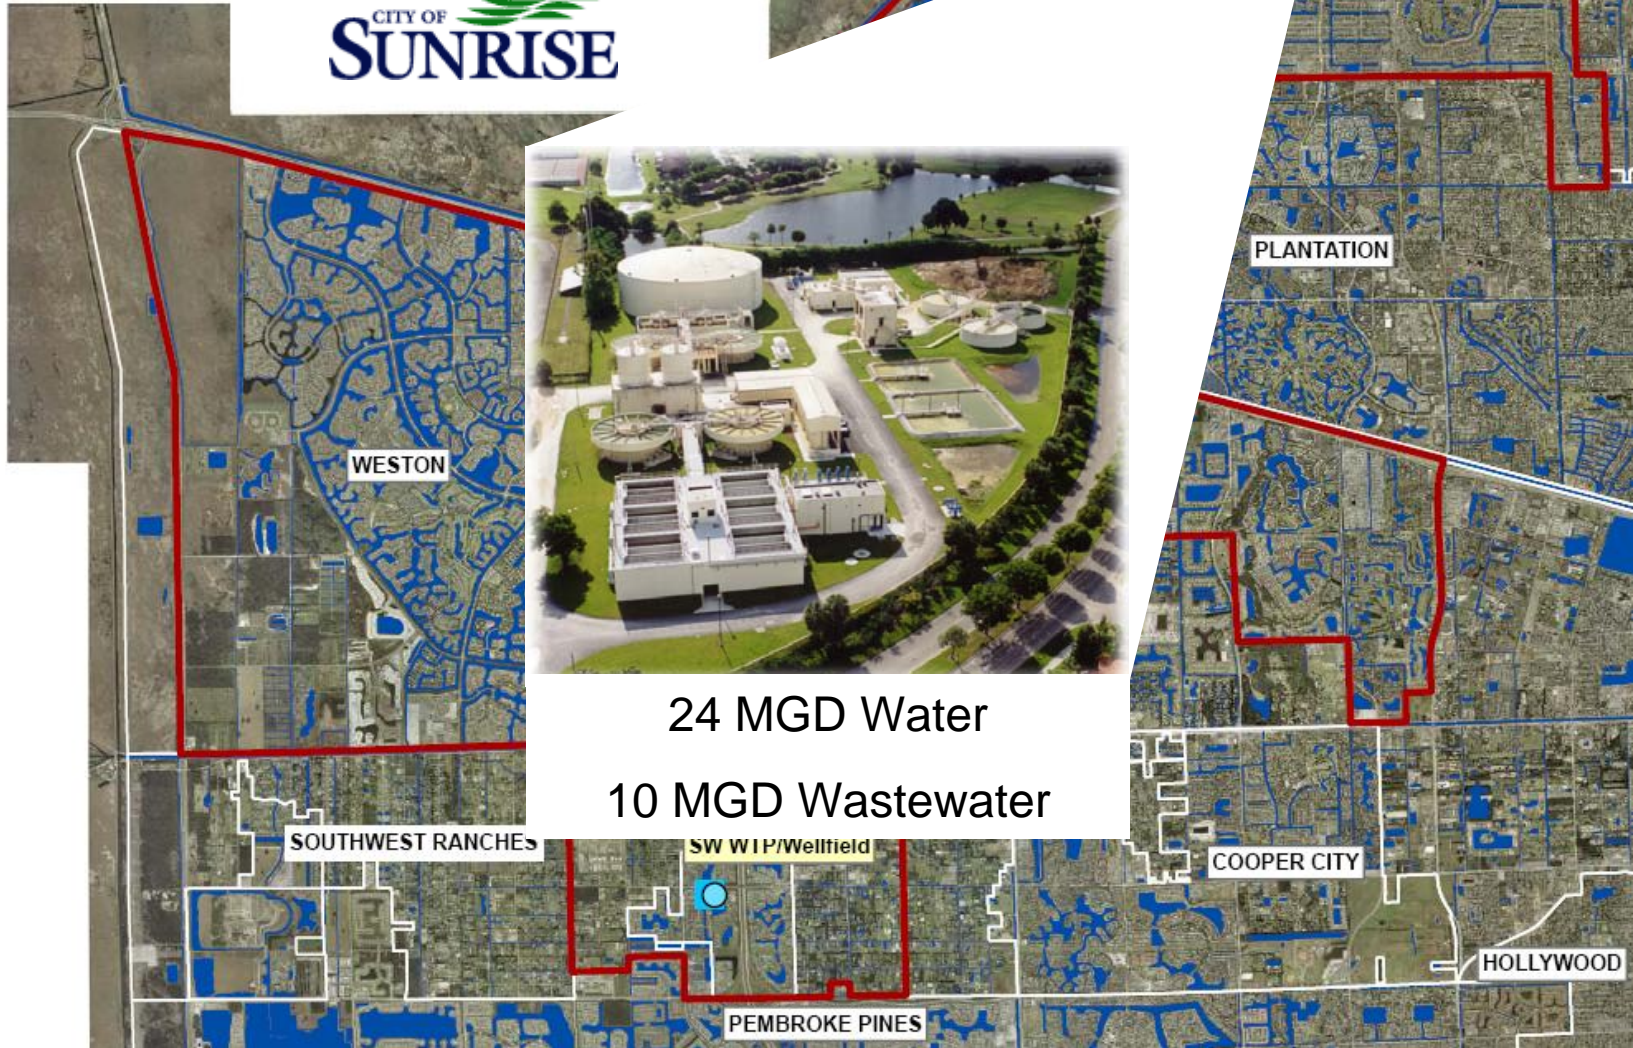 CITY OF
SUNRISE
PLANTATION
WESTON
24 MGD Water
10 MGD Wastewater
SOUTHWEST RANCHES
SW WTP/Wellfield
COOPER CITY
HOLLYWOOD
PEMBROKE PINES